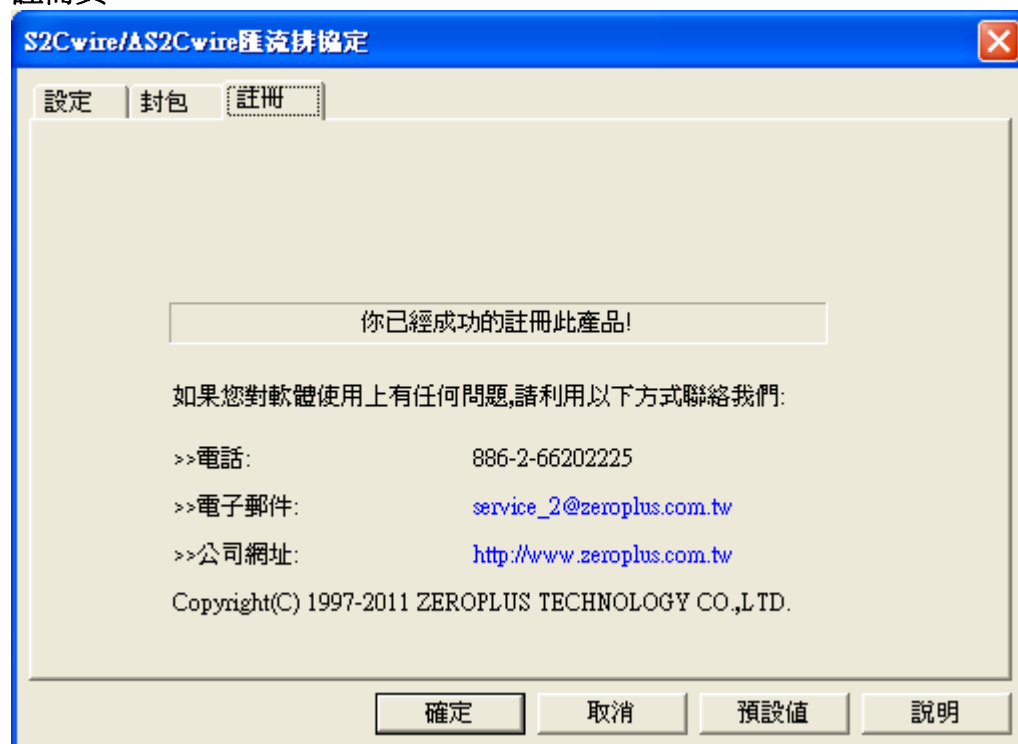 S2Cwire/AS2Cwire匯流排協定
設定 封包 註冊
你已經成功的註冊此產品!
如果您對軟體使用上有任何問題,請利用以下方式聯絡我們:
>>電話: 886-2-66202225
>>電子郵件: service_2@zeroplus.com.tw
>>公司網址: http://www.zeroplus.com.tw
Copyright(C) 1997-2011 ZEROPLUS TECHNOLOGY CO.,LTD.
確定 取消 預設值 說明